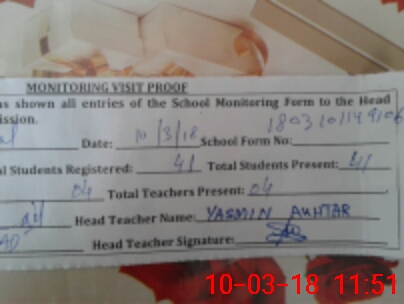 MONITORING VISIT PROOF
as shown all entries of the School Monitoring Form to the Head
ission.
Date: 10/3/18 School Form No:
l Students Registered: 41 Total Students Present: 41
04 Total Teachers Present: 04
Head Teacher Name: YASMIN AKHTAR
Head Teacher Signature:
10-03-18 11:51